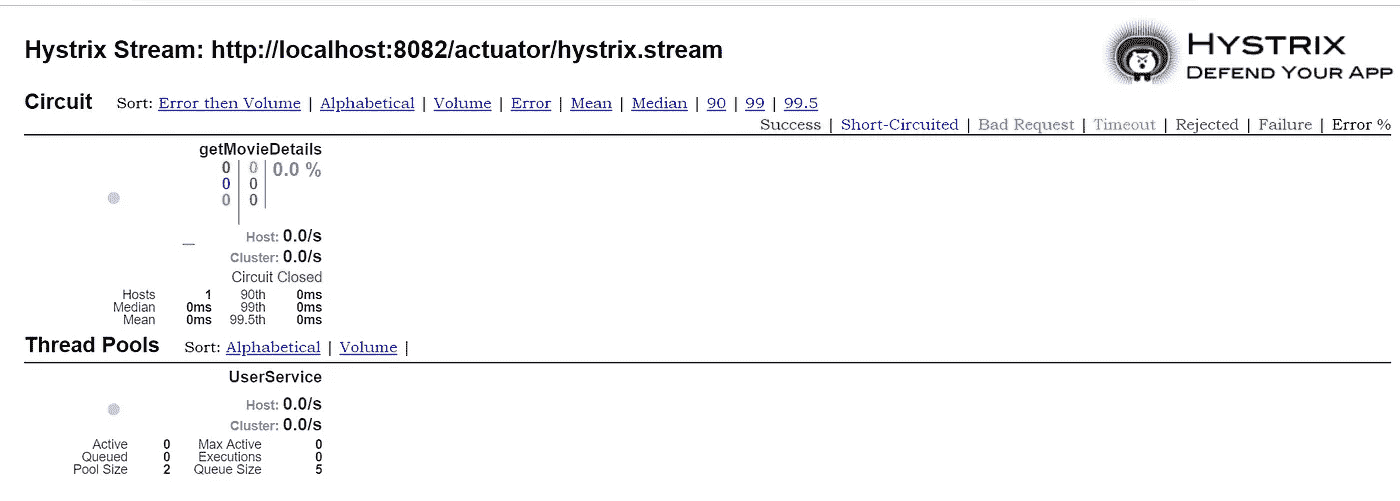 Hystrix Stream: http://localhost:8082/actuator/hystrix.stream
HYSTRIX
DEFEND YOUR APP
Circuit Sort: Error then Volume | Alphabetical | Volume | Error | Mean | Median | 90 | 99 | 99.5
Success | Short-Circuited | Bad Request | Timeout | Rejected | Failure | Error %
getMovieDetails
0 0 0.0 %
0 0
0 0
Host: 0.0/s
Cluster: 0.0/s
Circuit Closed
Hosts 1 90th 0ms
Median 0ms 99th 0ms
Mean 0ms 99.5th 0ms
Thread Pools Sort: Alphabetical | Volume |
UserService
Host: 0.0/s
Cluster: 0.0/s
Active 0 Max Active 0
Queued 0 Executions 0
Pool Size 2 Queue Size 5